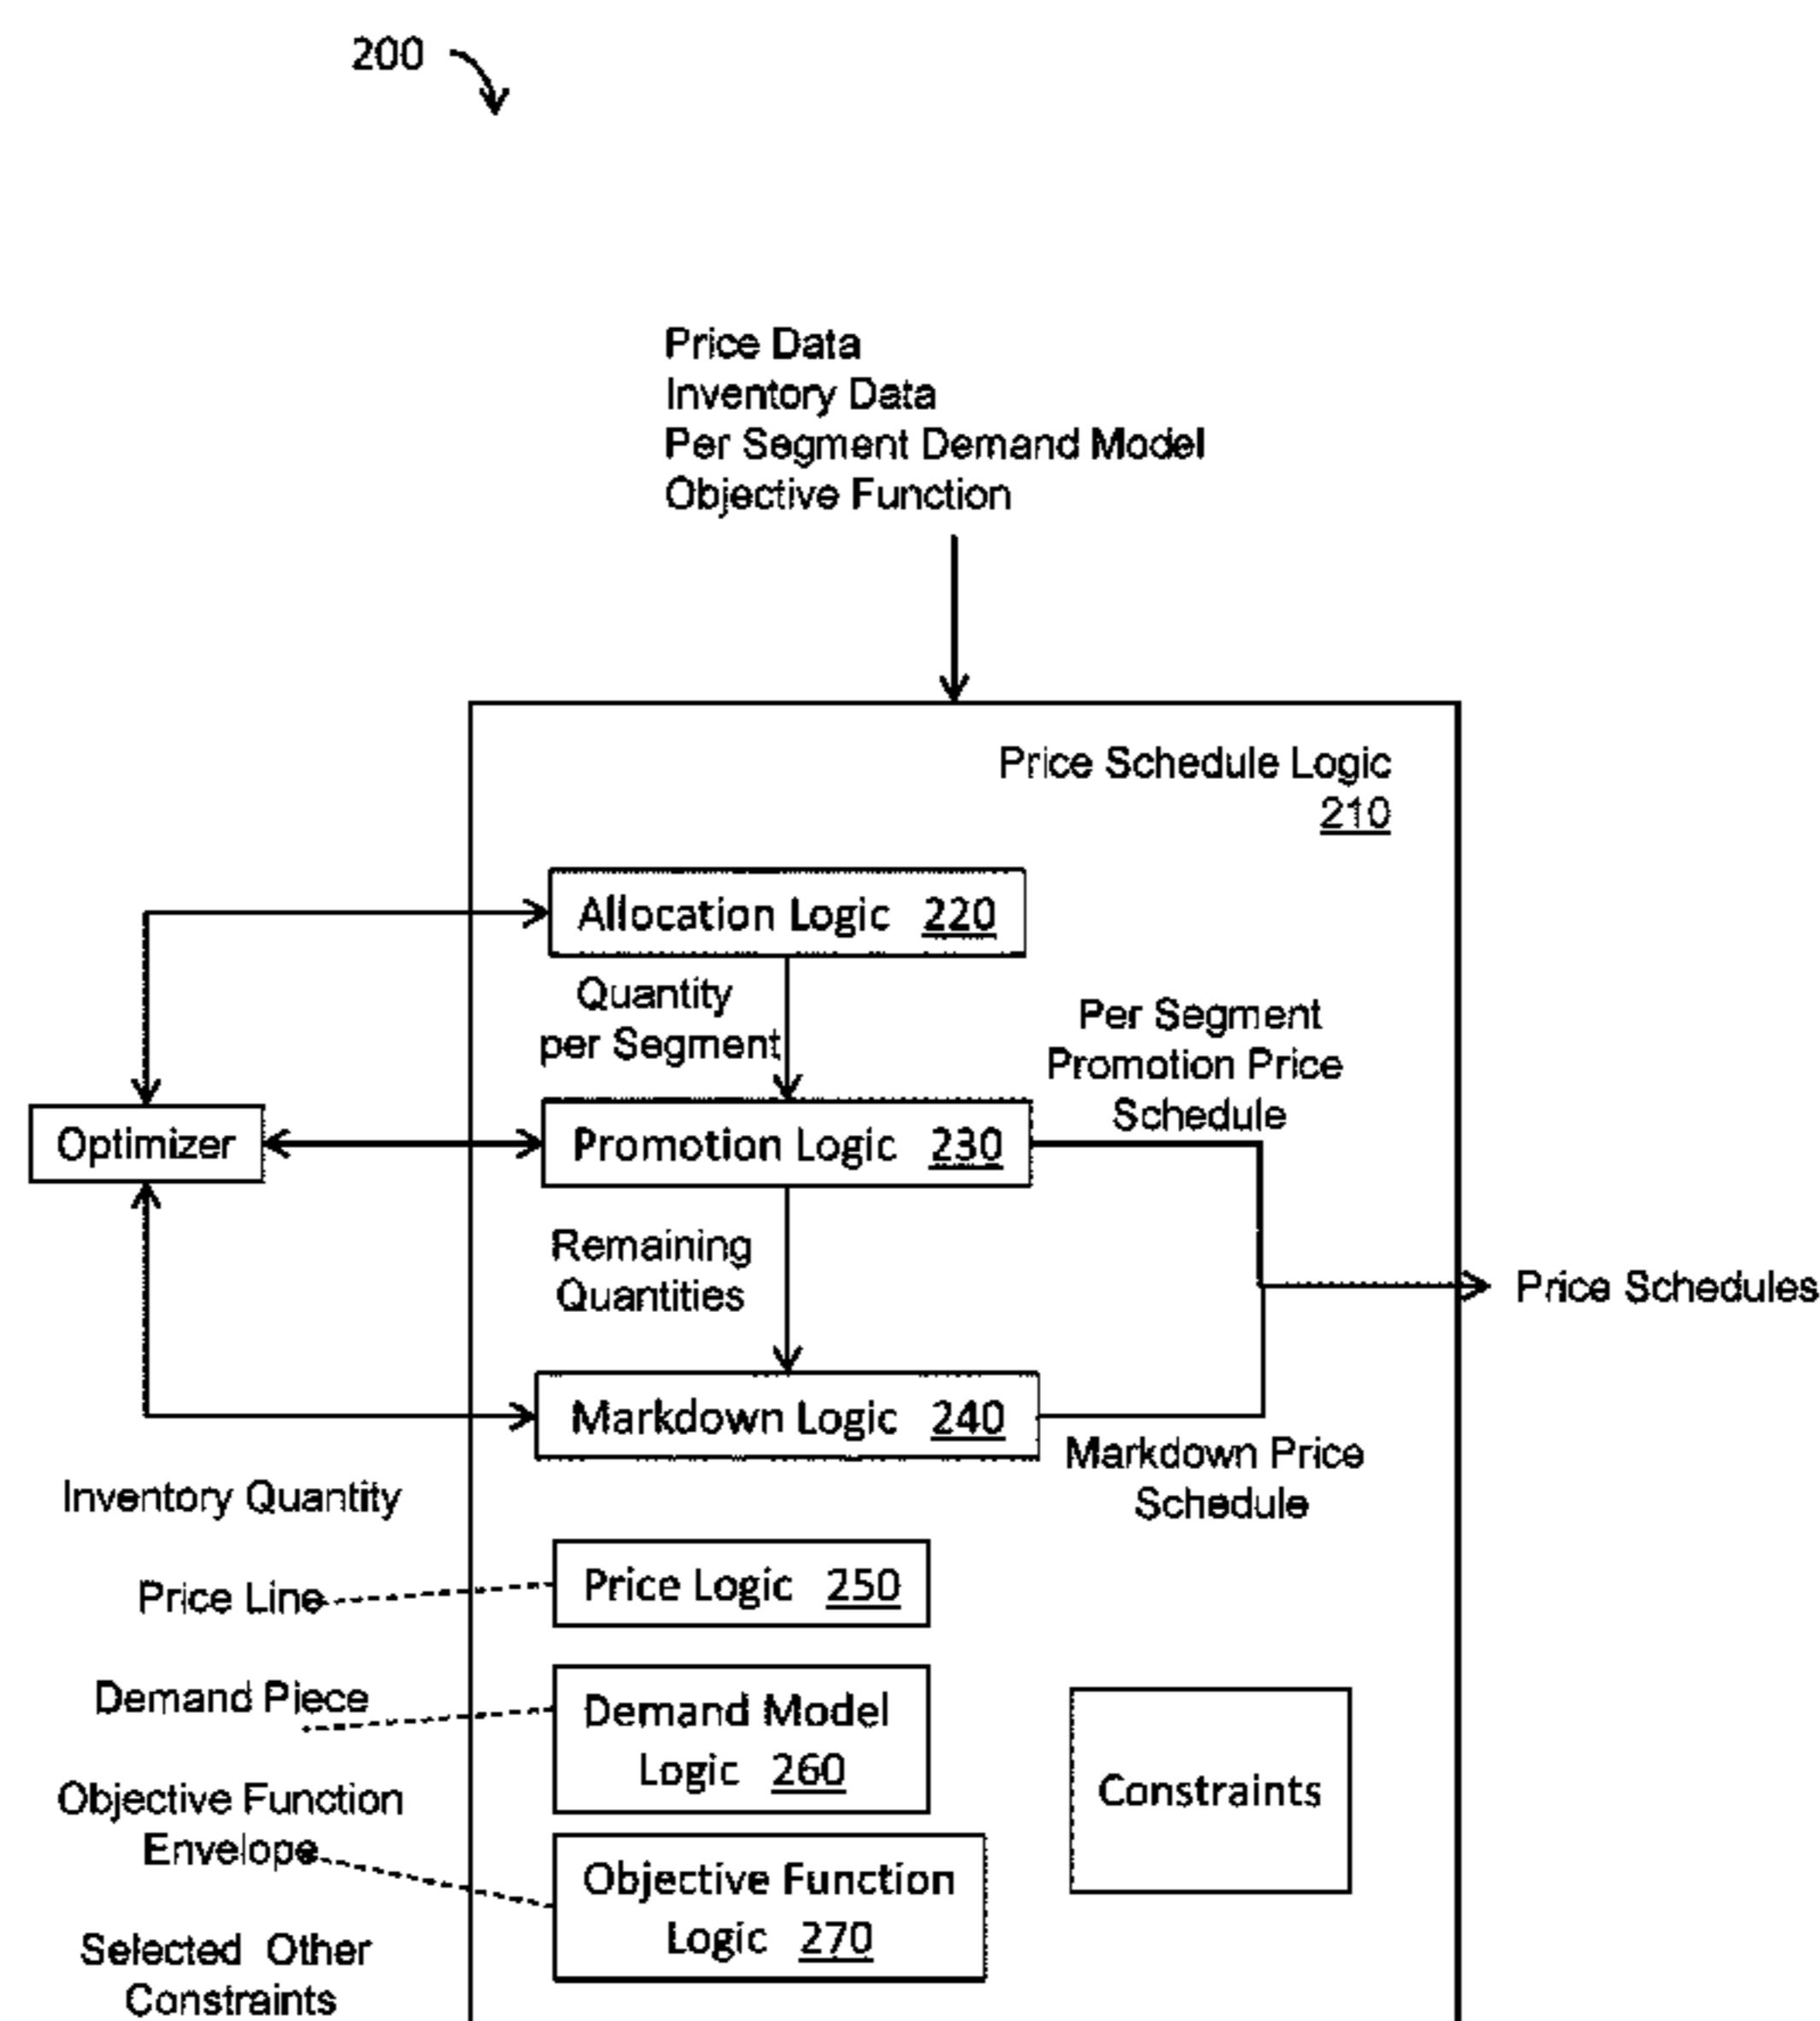 200
Price Data
Inventory Data
Per Segment Demand Model
Objective Function
Price Schedule Logic
210
Allocation Logic 220
Quantity
per Segment
Per Segment
Promotion Price
Schedule
Optimizer
Promotion Logic 230
Remaining
Quantities
Price Schedules
Markdown Logic 240
Markdown Price
Schedule
Inventory Quantity
Price Line
Price Logic 250
Demand Piece
Demand Model
Logic 260
Constraints
Objective Function
Envelope
Objective Function
Logic 270
Selected Other
Constraints